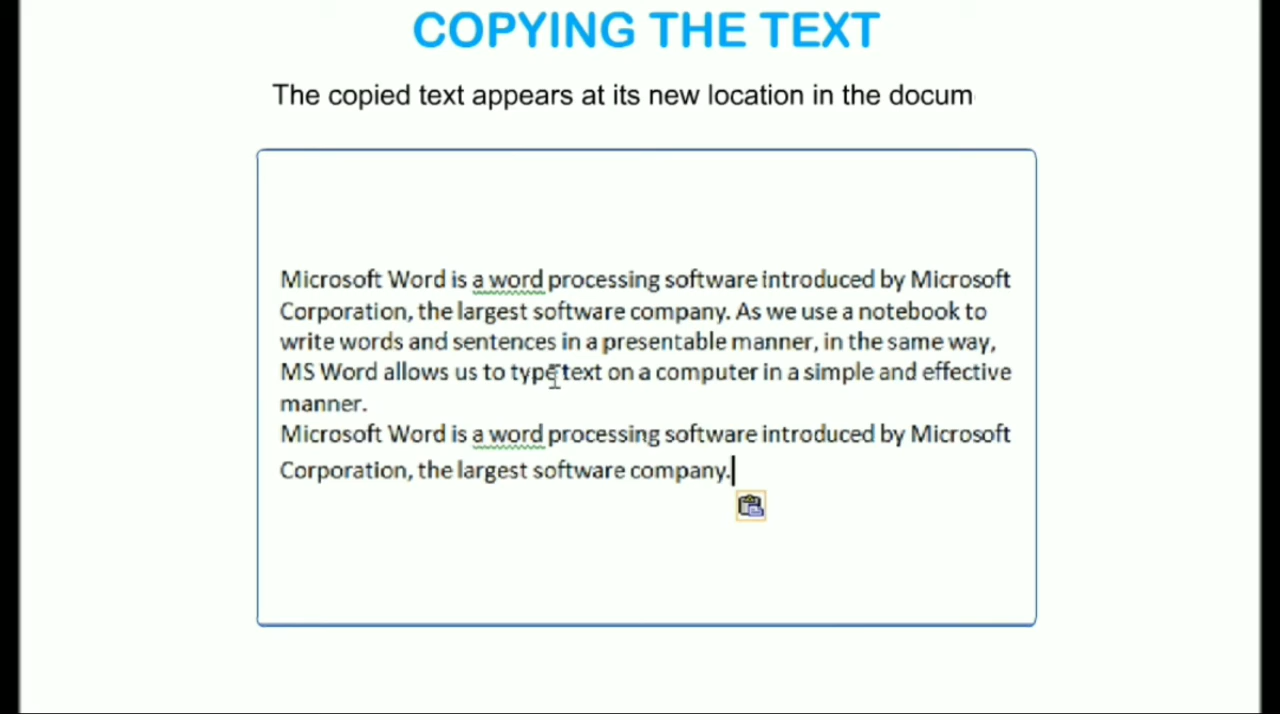 COPYING THE TEXT
The copied text appears at its new location in the docum
Microsoft Word is a word processing software introduced by Microsoft
Corporation, the largest software company. As we use a notebook to
write words and sentences in a presentable manner, in the same way,
MS Word allows us to type text on a computer in a simple and effective
manner.
Microsoft Word is a word processing software introduced by Microsoft
Corporation, the largest software company.